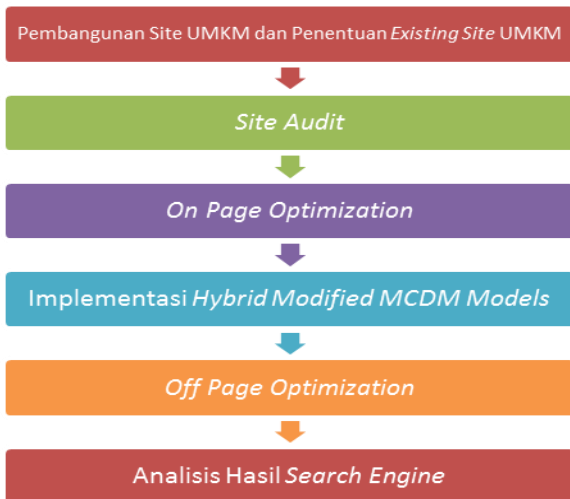 Pembangunan Site UMKM dan Penentuan Existing Site UMKM
Site Audit
On Page Optimization
Implementasi Hybrid Modified MCDM Models
Off Page Optimization
Analisis Hasil Search Engine